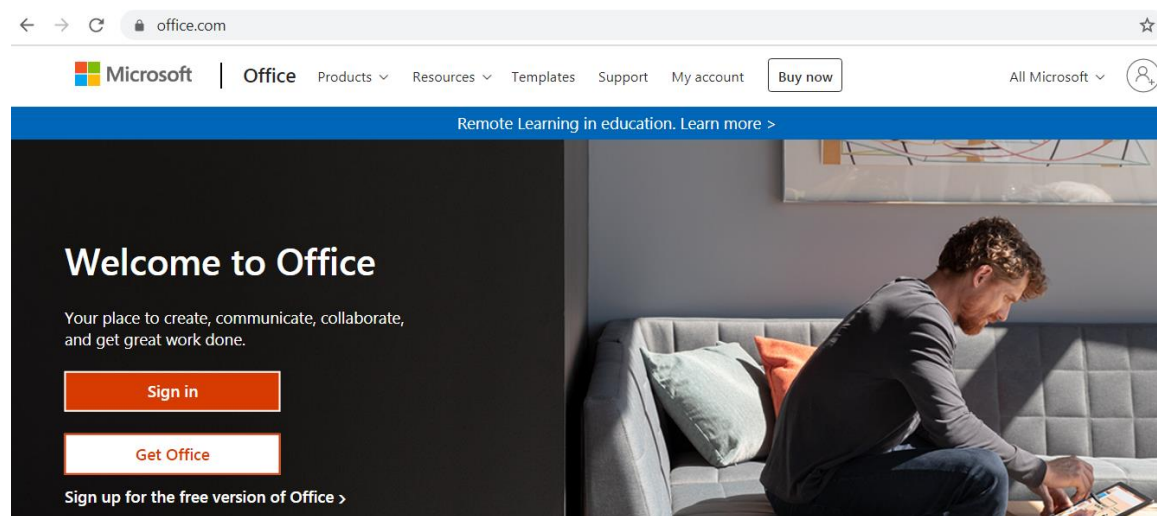 office.com
Microsoft Office Products Resources Templates Support My account Buy now All Microsoft
Remote Learning in education. Learn more >
Welcome to Office
Your place to create, communicate, collaborate,
and get great work done.
Sign in
Get Office
Sign up for the free version of Office >